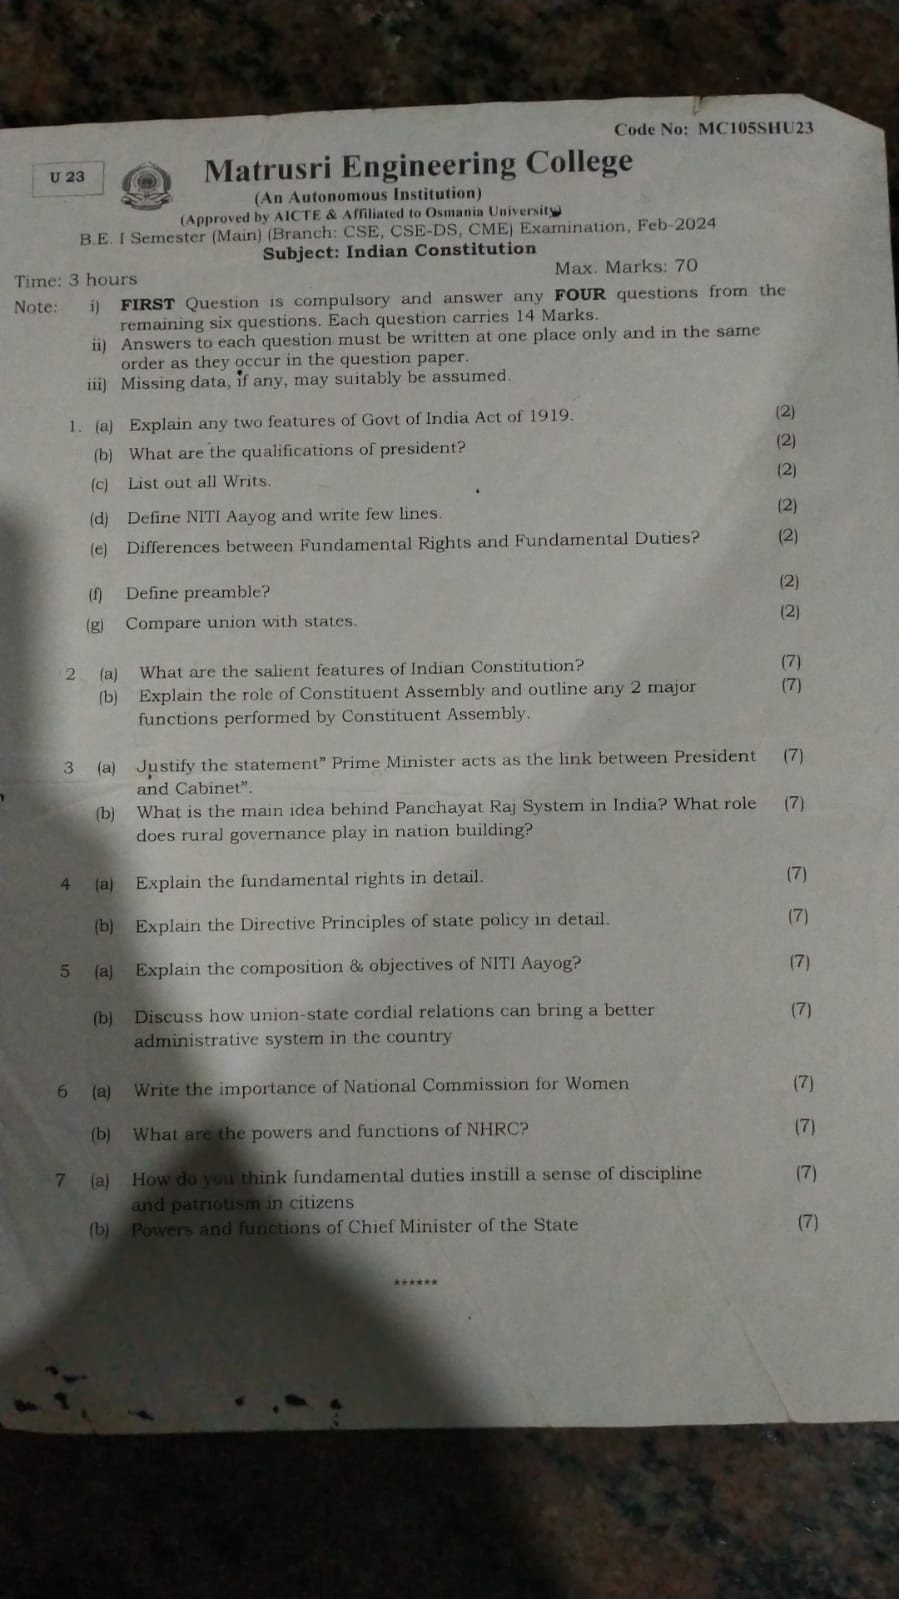 Code No: MC105SHU23
U 23
Matrusri Engineering College
(An Autonomous Institution)
(Approved by AICTE & Affiliated to Osmania University)
B.E. I Semester (Main) (Branch: CSE, CSE-DS, CME) Examination, Feb-2024
Subject: Indian Constitution
Time: 3 hours Max. Marks: 70
Note: i) FIRST Question is compulsory and answer any FOUR questions from the
remaining six questions. Each question carries 14 Marks.
ii) Answers to each question must be written at one place only and in the same
order as they occur in the question paper.
iii) Missing data, if any, may suitably be assumed.
1. (a) Explain any two features of Govt of India Act of 1919. (2)
(b) What are the qualifications of president? (2)
(c) List out all Writs. (2)
(d) Define NITI Aayog and write few lines. (2)
(e) Differences between Fundamental Rights and Fundamental Duties? (2)
(f) Define preamble? (2)
(g) Compare union with states. (2)
2 (a) What are the salient features of Indian Constitution? (7)
(b) Explain the role of Constituent Assembly and outline any 2 major (7)
functions performed by Constituent Assembly.
3 (a) Justify the statement" Prime Minister acts as the link between President (7)
and Cabinet".
(b) What is the main idea behind Panchayat Raj System in India? What role (7)
does rural governance play in nation building?
4 (a) Explain the fundamental rights in detail. (7)
(b) Explain the Directive Principles of state policy in detail. (7)
5 (a) Explain the composition & objectives of NITI Aayog? (7)
(b) Discuss how union-state cordial relations can bring a better (7)
administrative system in the country
6 (a) Write the importance of National Commission for Women (7)
(b) What are the powers and functions of NHRC? (7)
7 (a) How do you think fundamental duties instill a sense of discipline (7)
and patriotism in citizens
(b) Powers and functions of Chief Minister of the State (7)
******